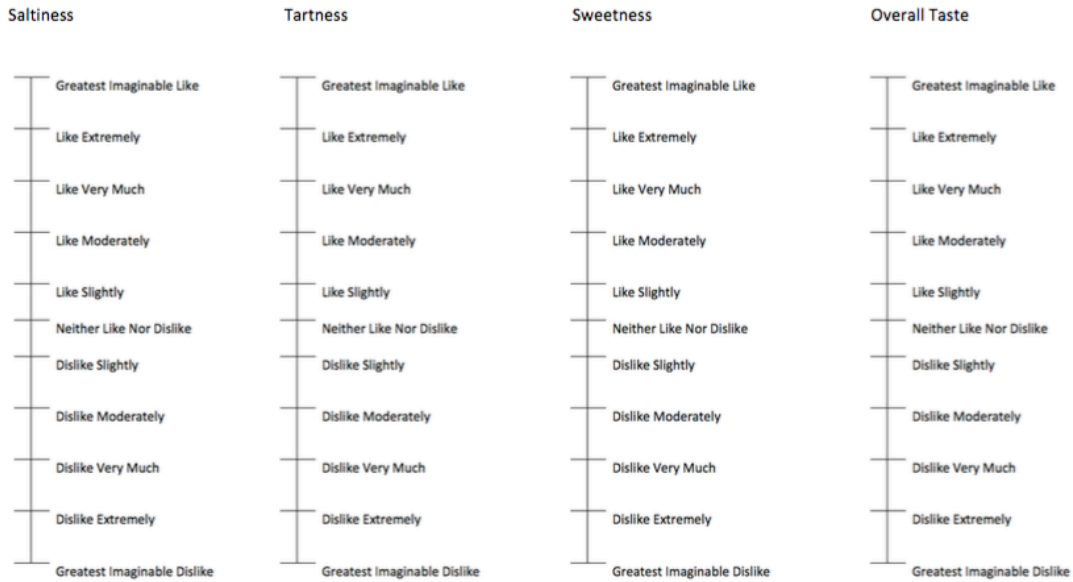 Saltiness Tartness Sweetness Overall Taste
Greatest Imaginable Like Greatest Imaginable Like Greatest Imaginable Like Greatest Imaginable Like
Like Extremely Like Extremely Like Extremely Like Extremely
Like Very Much Like Very Much Like Very Much Like Very Much
Like Moderately Like Moderately Like Moderately Like Moderately
Like Slightly Like Slightly Like Slightly Like Slightly
Neither Like Nor Dislike Neither Like Nor Dislike Neither Like Nor Dislike Neither Like Nor Dislike
Dislike Slightly Dislike Slightly Dislike Slightly Dislike Slightly
Dislike Moderately Dislike Moderately Dislike Moderately Dislike Moderately
Dislike Very Much Dislike Very Much Dislike Very Much Dislike Very Much
Dislike Extremely Dislike Extremely Dislike Extremely Dislike Extremely
Greatest Imaginable Dislike Greatest Imaginable Dislike Greatest Imaginable Dislike Greatest Imaginable Dislike